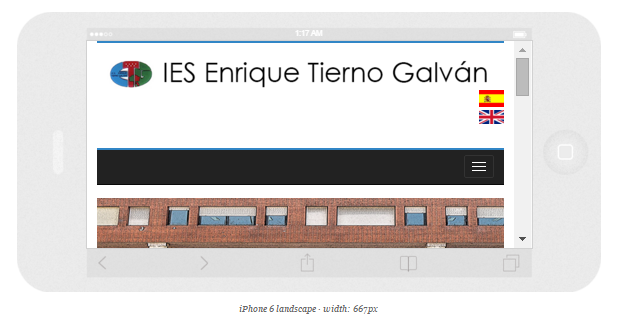 1:17 AM
IES Enrique Tierno Galván
iPhone 6 landscape · width: 667px